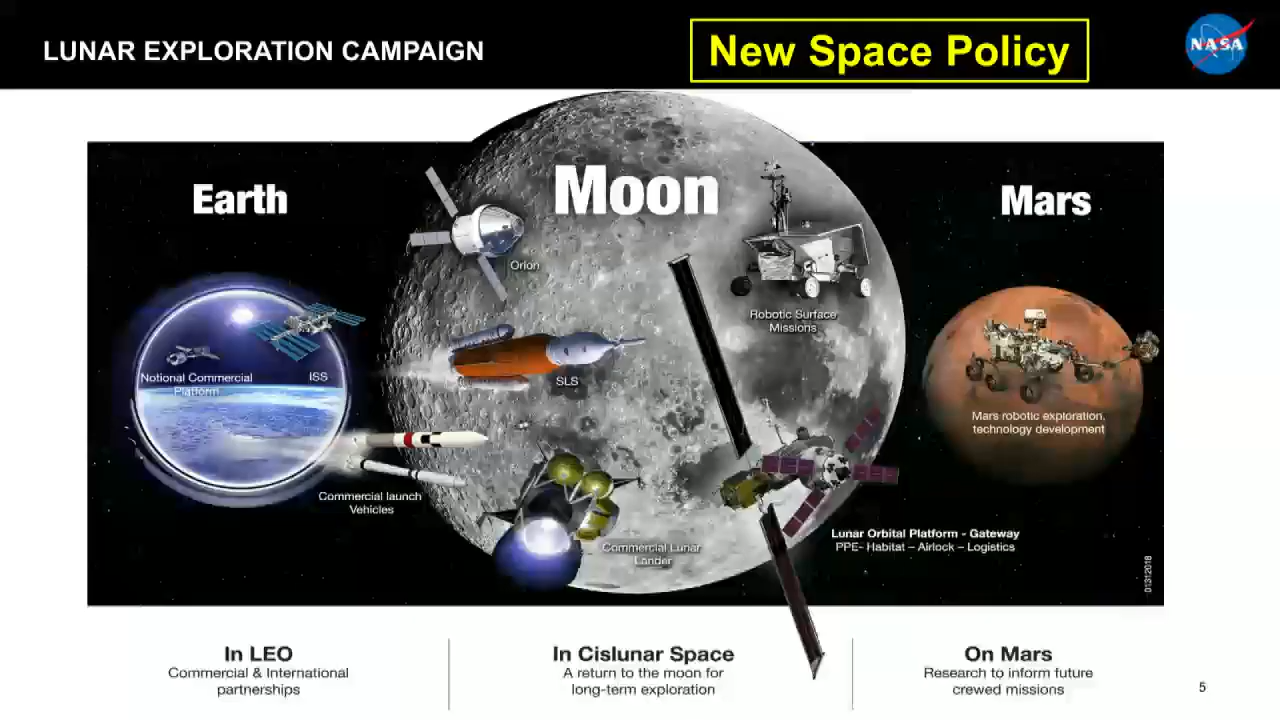 LUNAR EXPLORATION CAMPAIGN
New Space Policy
NASA
Earth
Moon
Mars
Orion
Robotic Surface
Missions
Notional Commercial
Platform
ISS
SLS
Mars robotic exploration,
technology development
Commercial launch
Vehicles
Commercial Lunar
Lander
Lunar Orbital Platform - Gateway
PPE- Habitat – Airlock – Logistics
01312018
In LEO
Commercial & International
partnerships
In Cislunar Space
A return to the moon for
long-term exploration
On Mars
Research to inform future
crewed missions
5